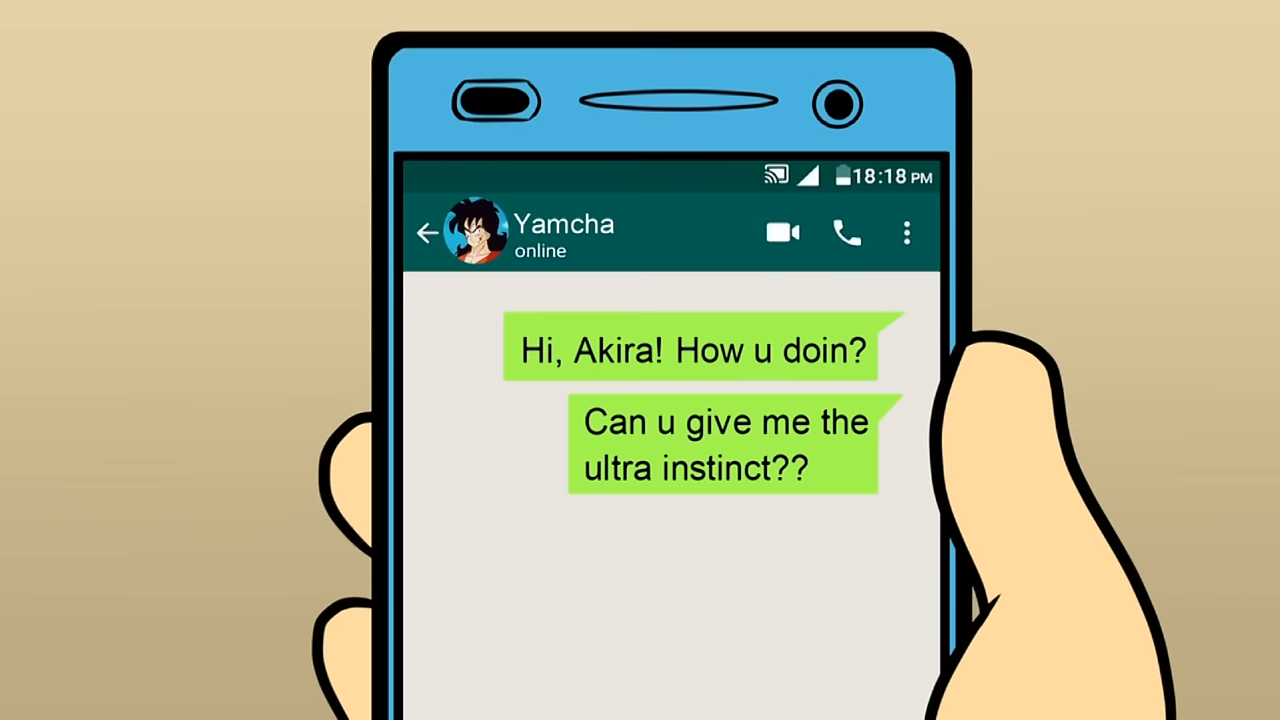 18:18 PM
Yamcha
online
Hi, Akira! How u doin?
Can u give me the
ultra instinct??